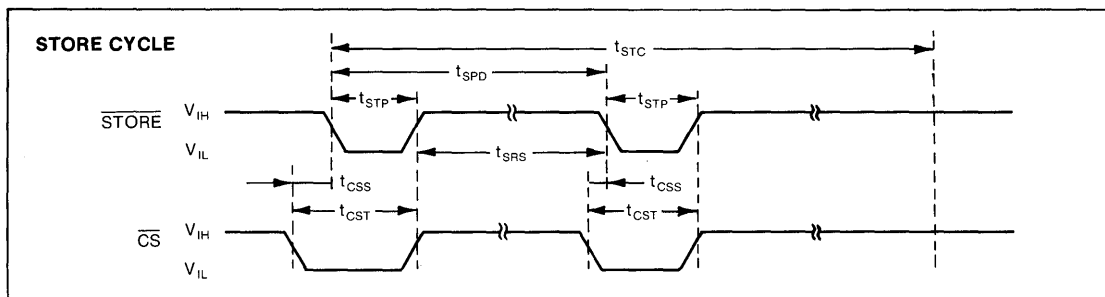 STORE CYCLE
tSTC
tSPD
tSTP tSTP
STORE VIH
VIL
tSRS
tCSS tCSS
tCST tCST
CS VIH
VIL